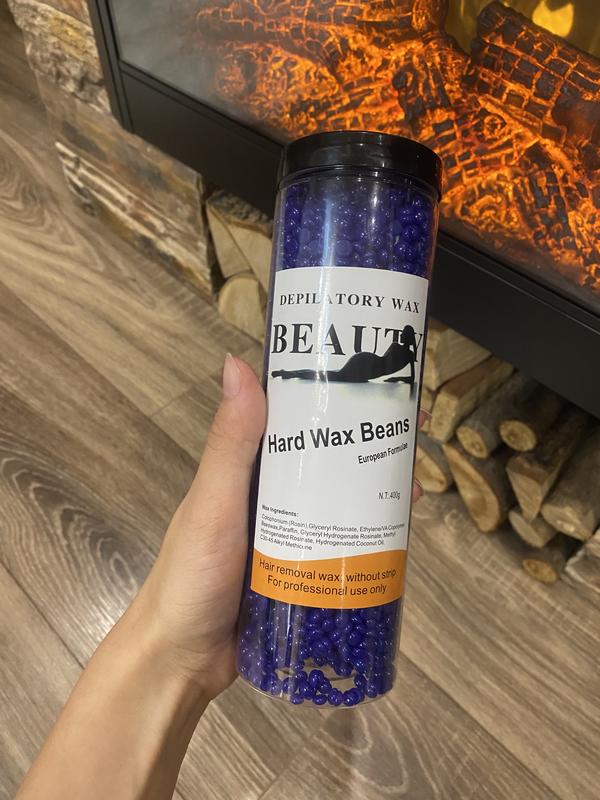 DEPILATORY WAX
BEAUTY
Hard Wax Beans
European Formulae
N.T. 400g
Wax Ingredients:
Colophonium (Rosin), Glyceryl Rosinate, Ethylene/VA Copolymer
Beeswax, Paraffin, Glyceryl Hydrogenate Rosinate, Methyl
Hydrogenated Rosinate, Hydrogenated Coconut Oil,
C30-45 Alkyl Methicone
Hair removal wax, without strip
For professional use only